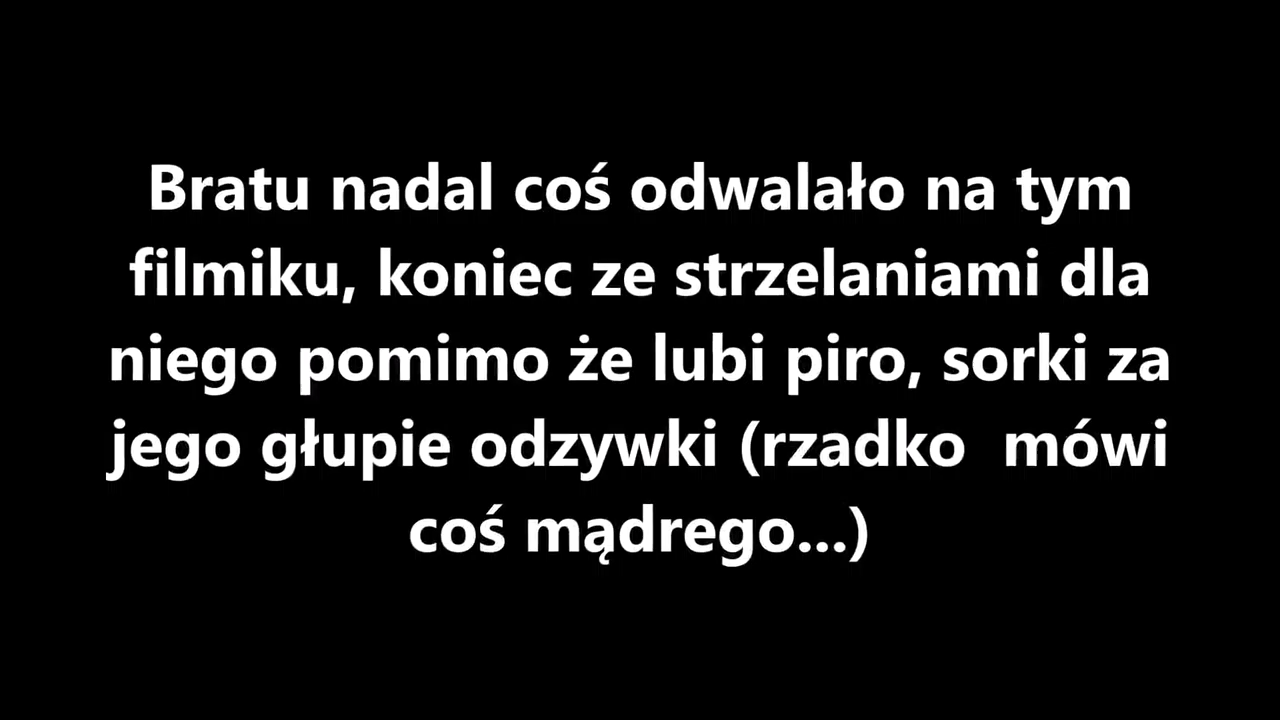 Bratu nadal coś odwalało na tym
filmiku, koniec ze strzelaniami dla
niego pomimo że lubi piro, sorki za
jego głupie odzywki (rzadko  mówi
coś mądrego...)